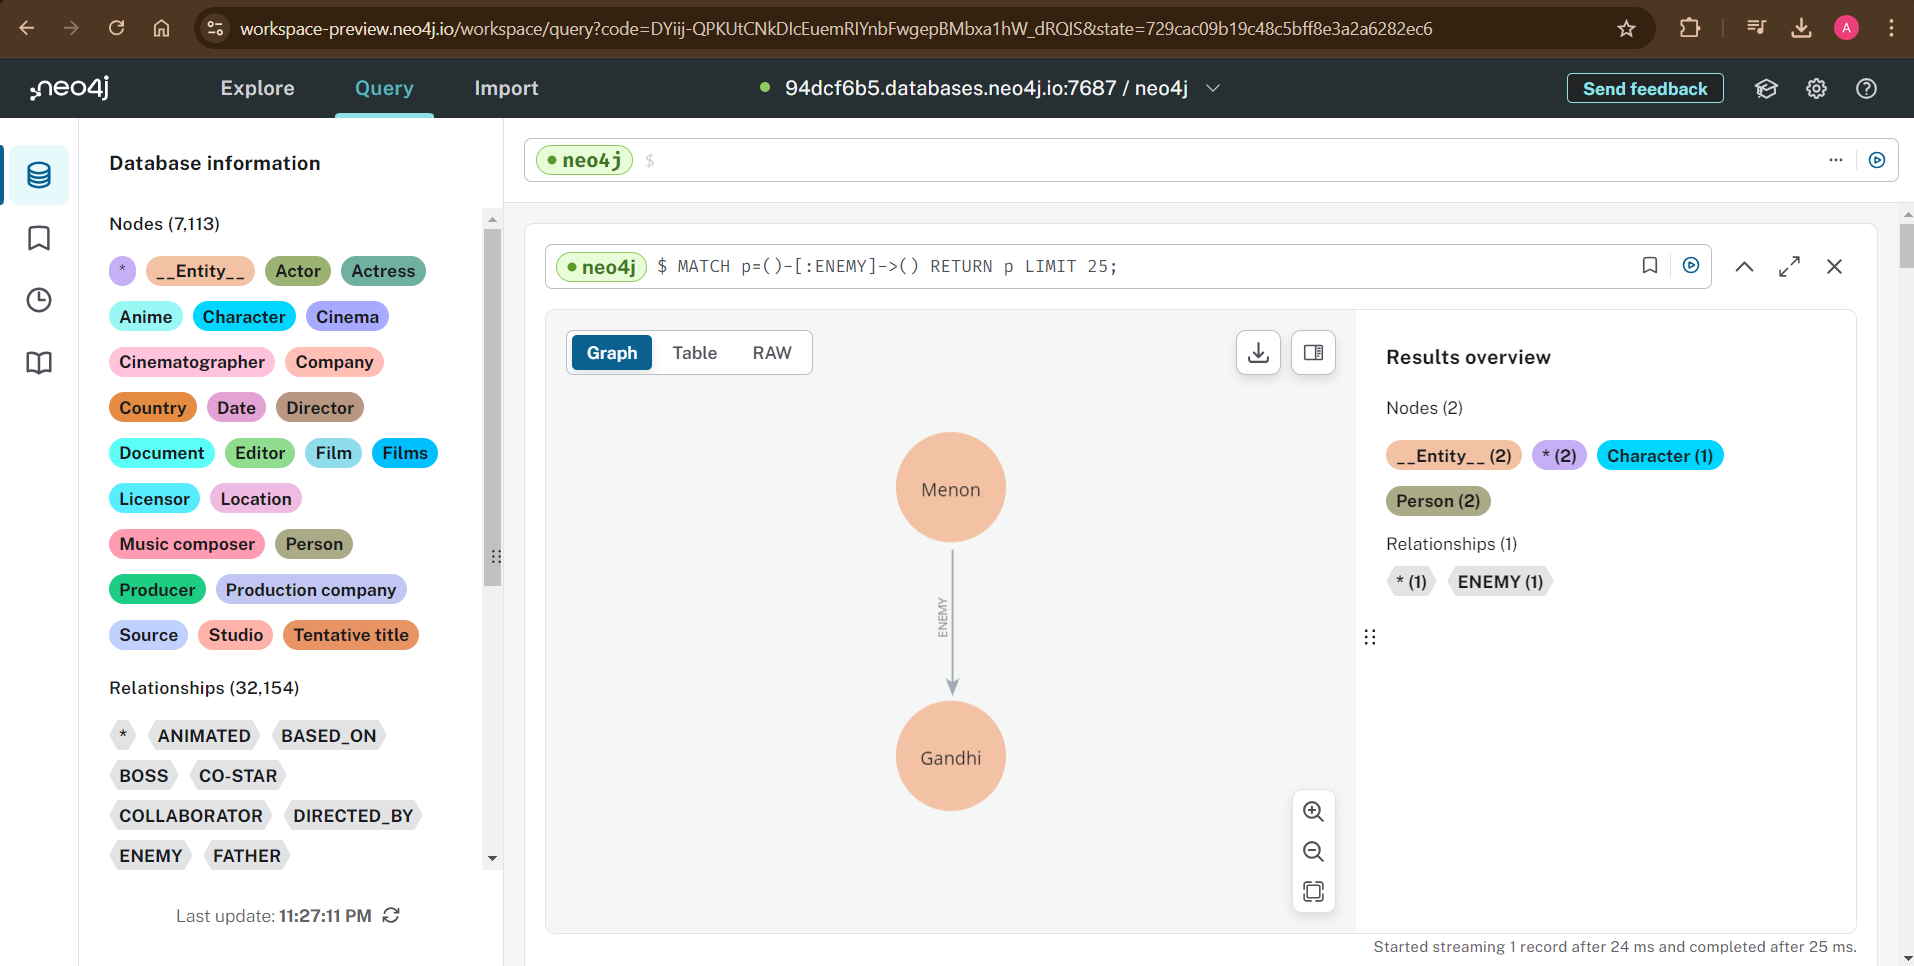 workspace-preview.neo4j.io/workspace/query?code=DYiij-QPKUtCNkDIcEuemRIYnbFwgepBMbxa1hW_dRQIS&state=729cac09b19c48c5bff8e3a2a6282ec6
A
neo4j
Explore
Query
Import
94dcf6b5.databases.neo4j.io:7687 / neo4j
Send feedback
Database information
Nodes (7,113)
* __Entity__ Actor Actress
Anime Character Cinema
Cinematographer Company
Country Date Director
Document Editor Film Films
Licensor Location
Music composer Person
Producer Production company
Source Studio Tentative title
Relationships (32,154)
* ANIMATED BASED_ON
BOSS CO-STAR
COLLABORATOR DIRECTED_BY
ENEMY FATHER
Last update: 11:27:11 PM
neo4j $
neo4j $ MATCH p=()-[:ENEMY]->() RETURN p LIMIT 25;
Graph Table RAW
Menon
ENEMY
Gandhi
Results overview
Nodes (2)
__Entity__ (2) * (2) Character (1)
Person (2)
Relationships (1)
* (1) ENEMY (1)
Started streaming 1 record after 24 ms and completed after 25 ms.